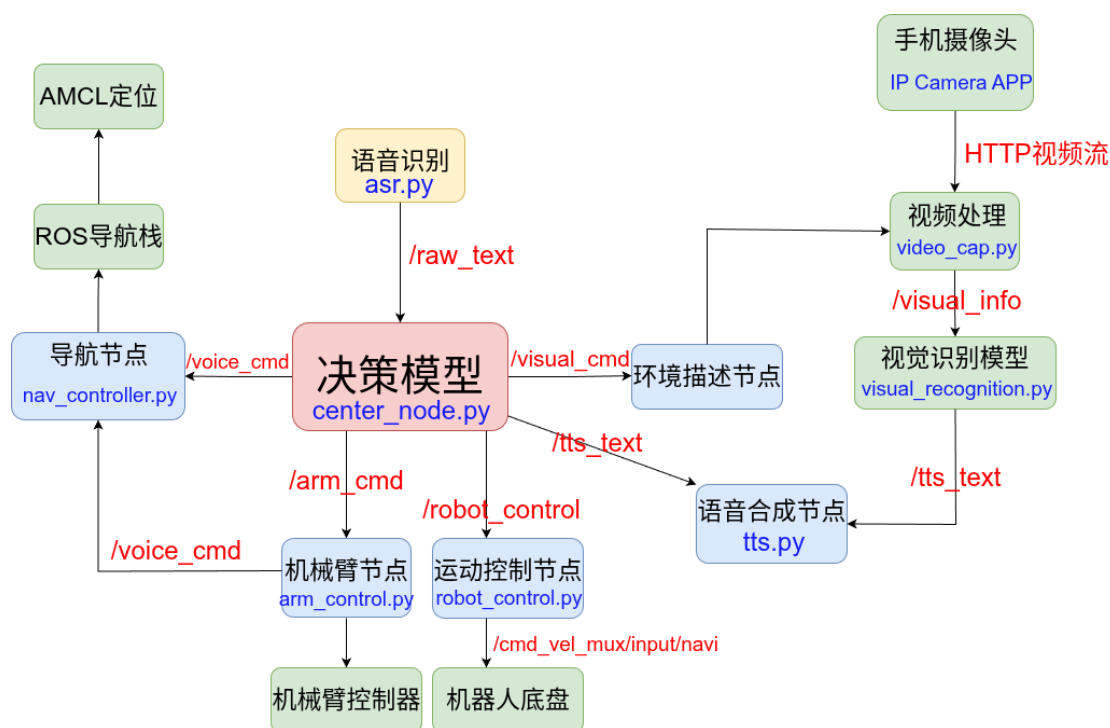 手机摄像头
IP Camera APP
AMCL定位
语音识别
asr.py
HTTP视频流
ROS导航栈
/raw_text
视频处理
video_cap.py
/visual_info
导航节点
nav_controller.py
/voice_cmd
决策模型
center_node.py
/visual_cmd
环境描述节点
视觉识别模型
visual_recognition.py
/tts_text
/tts_text
/arm_cmd
/robot_control
语音合成节点
tts.py
/voice_cmd
机械臂节点
arm_control.py
运动控制节点
robot_control.py
/cmd_vel_mux/input/navi
机械臂控制器
机器人底盘